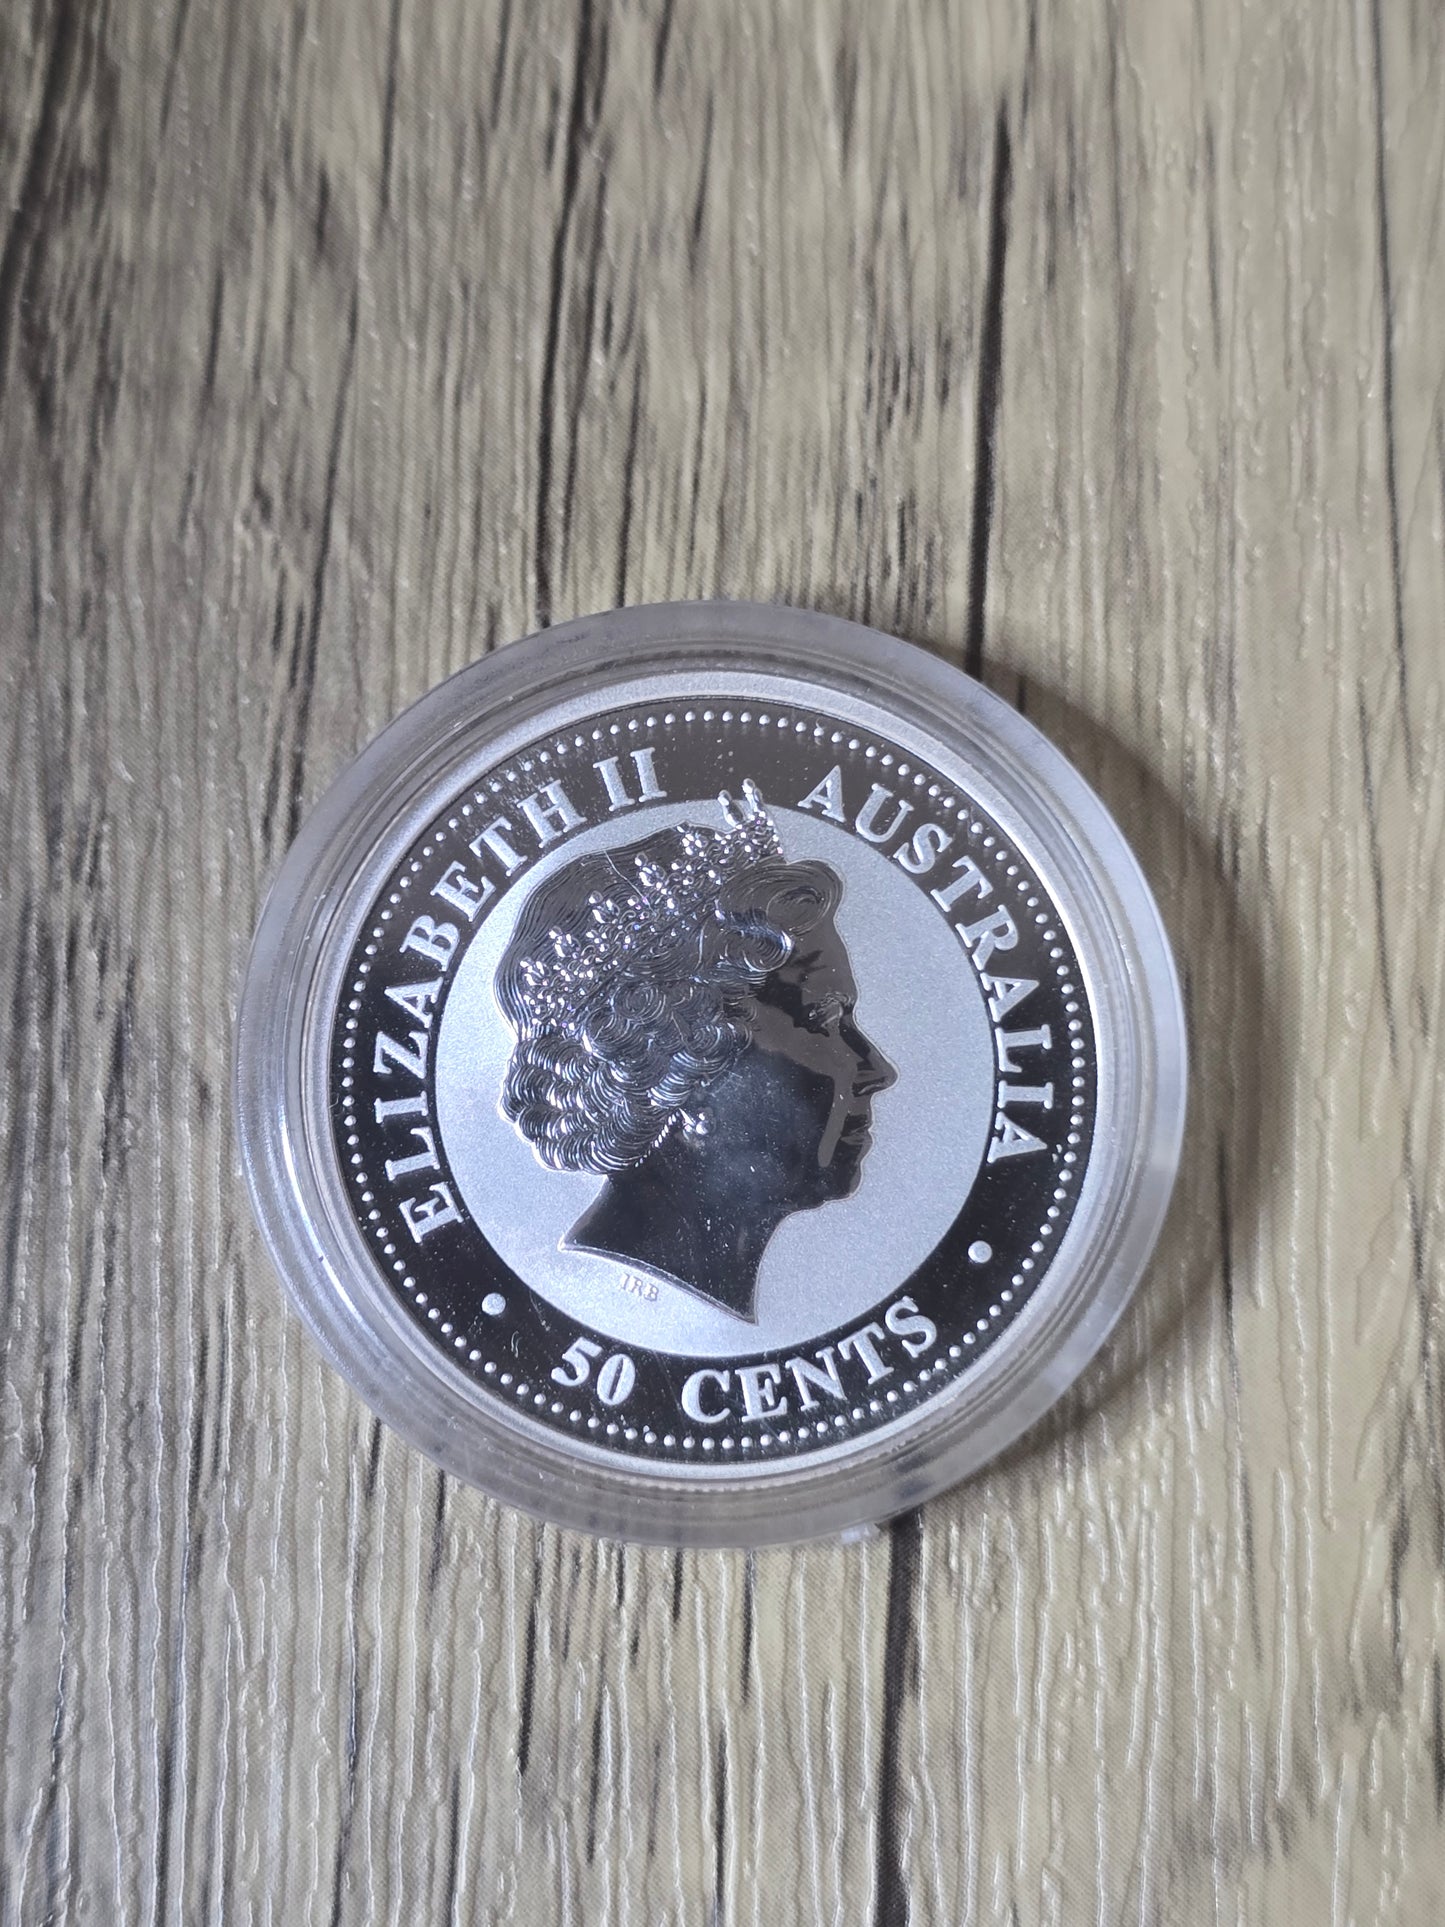 ELIZABETH II AUSTRALIA
• 50 CENTS •
IRB